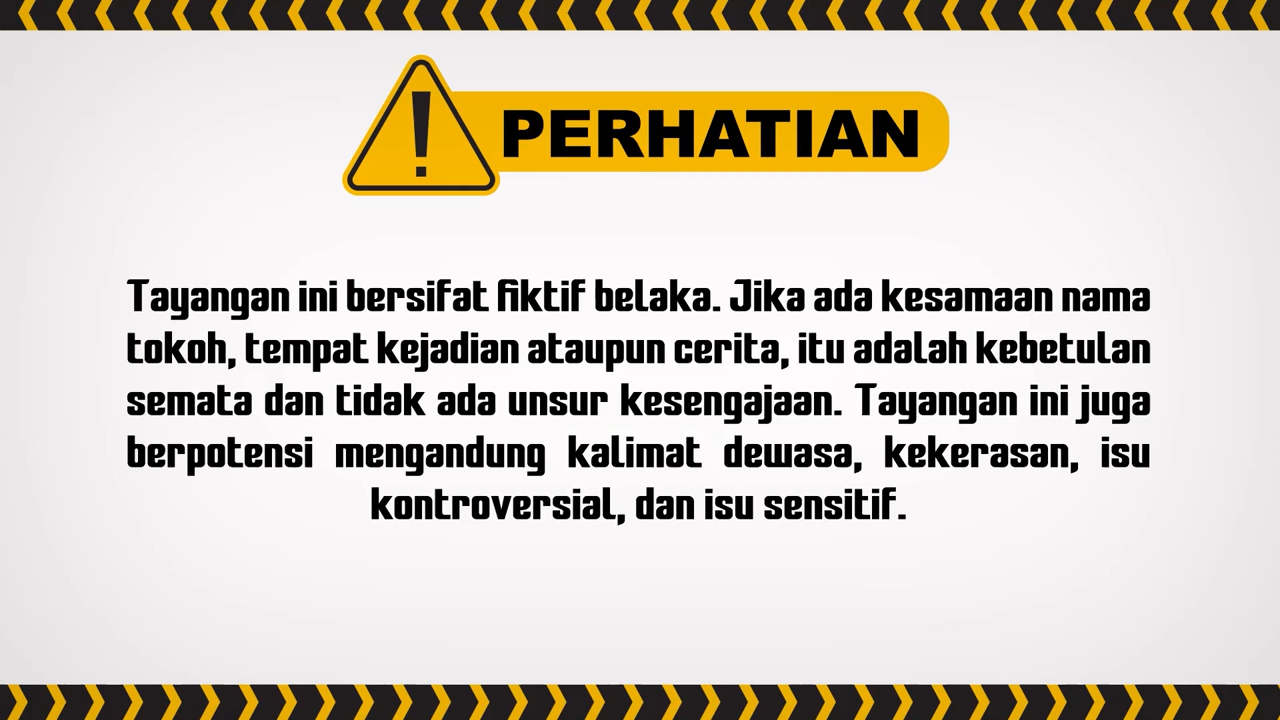 PERHATIAN
Tayangan ini bersifat fiktif belaka. Jika ada kesamaan nama
tokoh, tempat kejadian ataupun cerita, itu adalah kebetulan
semata dan tidak ada unsur kesengajaan. Tayangan ini juga
berpotensi mengandung kalimat dewasa, kekerasan, isu
kontroversial, dan isu sensitif.